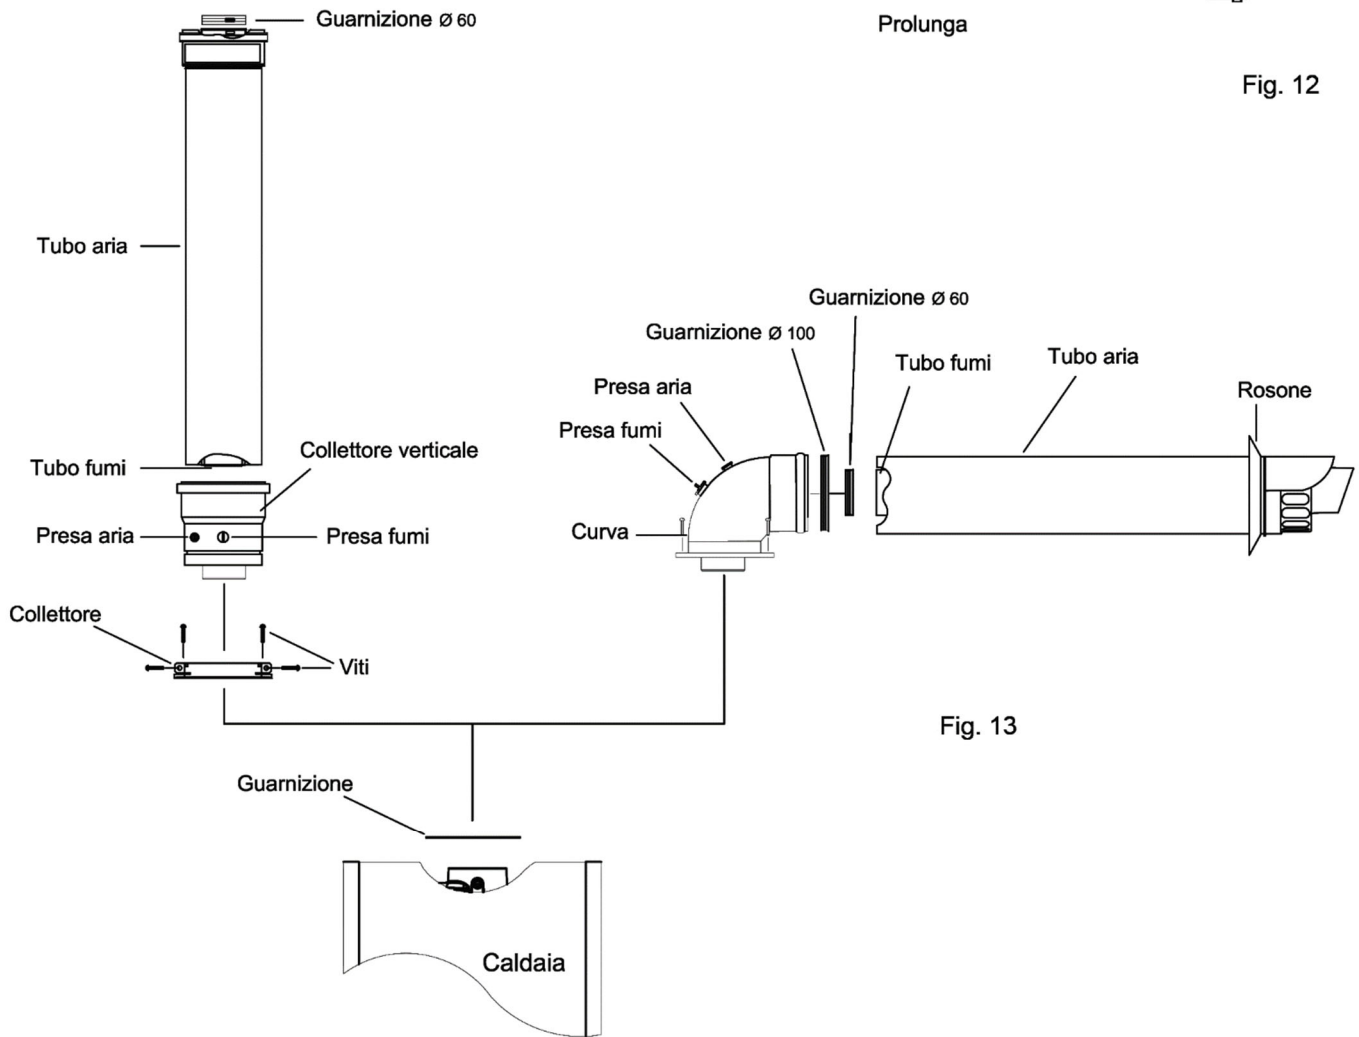 Guarnizione Ø 60
Prolunga
Fig. 12
Tubo aria
Guarnizione Ø 60
Guarnizione Ø 100
Tubo fumi
Tubo aria
Presa aria
Rosone
Presa fumi
Collettore verticale
Tubo fumi
Curva
Presa aria
Presa fumi
Collettore
Viti
Fig. 13
Guarnizione
Caldaia